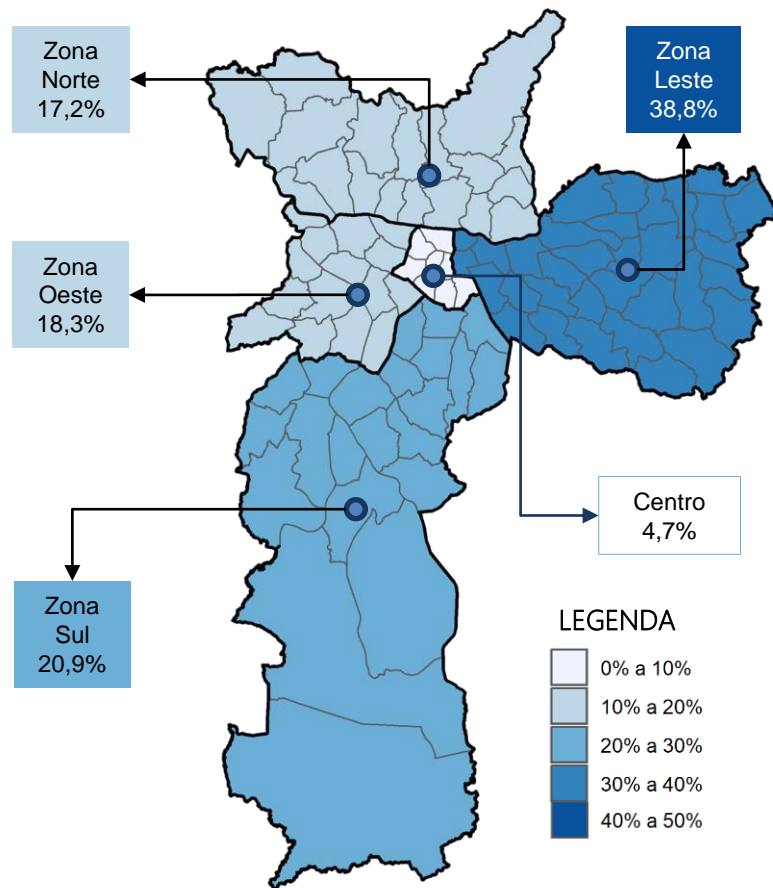 Zona
Norte
17,2%
Zona
Leste
38,8%
Zona
Oeste
18,3%
Centro
4,7%
Zona
Sul
20,9%
LEGENDA
0% a 10%
10% a 20%
20% a 30%
30% a 40%
40% a 50%